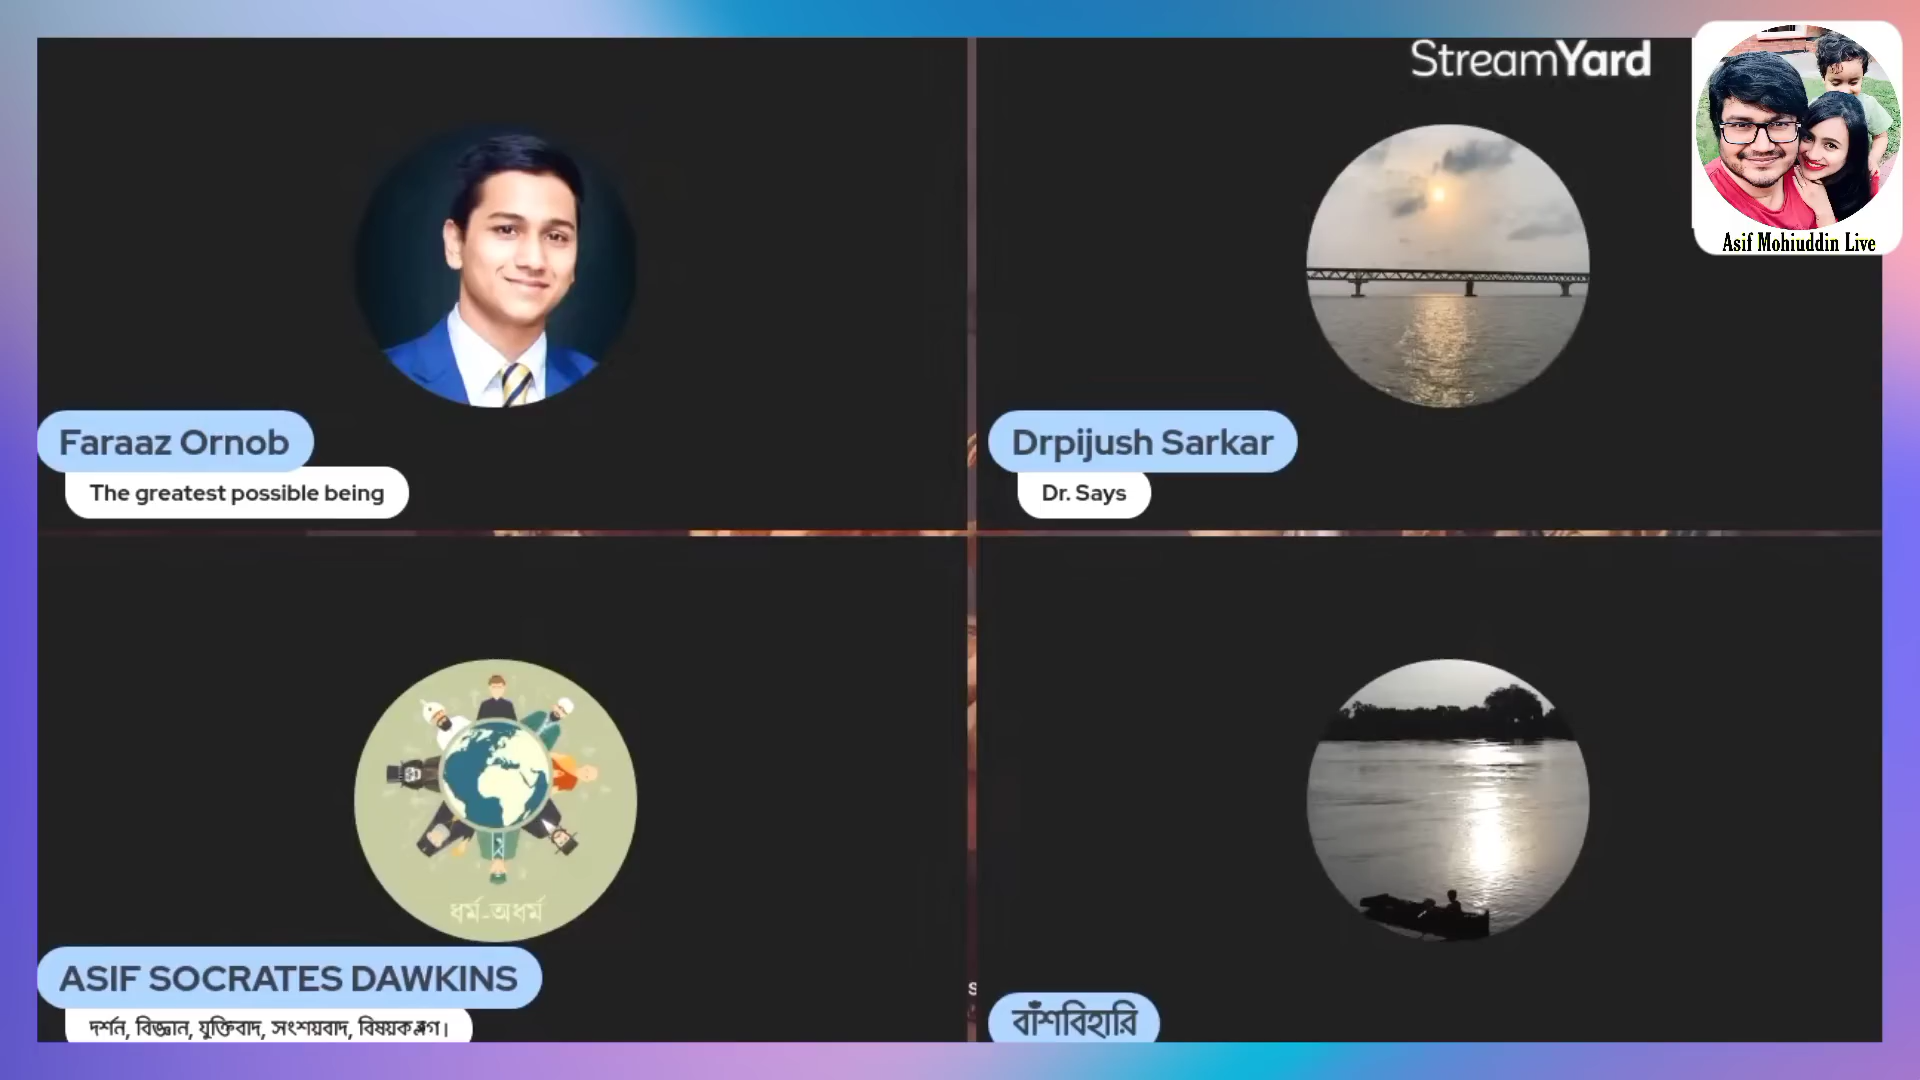 StreamYard
Asif Mohiuddin Live
Faraaz Ornob
The greatest possible being
Drpijush Sarkar
Dr. Says
ধর্ম-অধর্ম
ASIF SOCRATES DAWKINS
দর্শন, বিজ্ঞান, যুক্তিবাদ, সংশয়বাদ, বিষয়ক ব্লগ।
বাঁশবিহারি